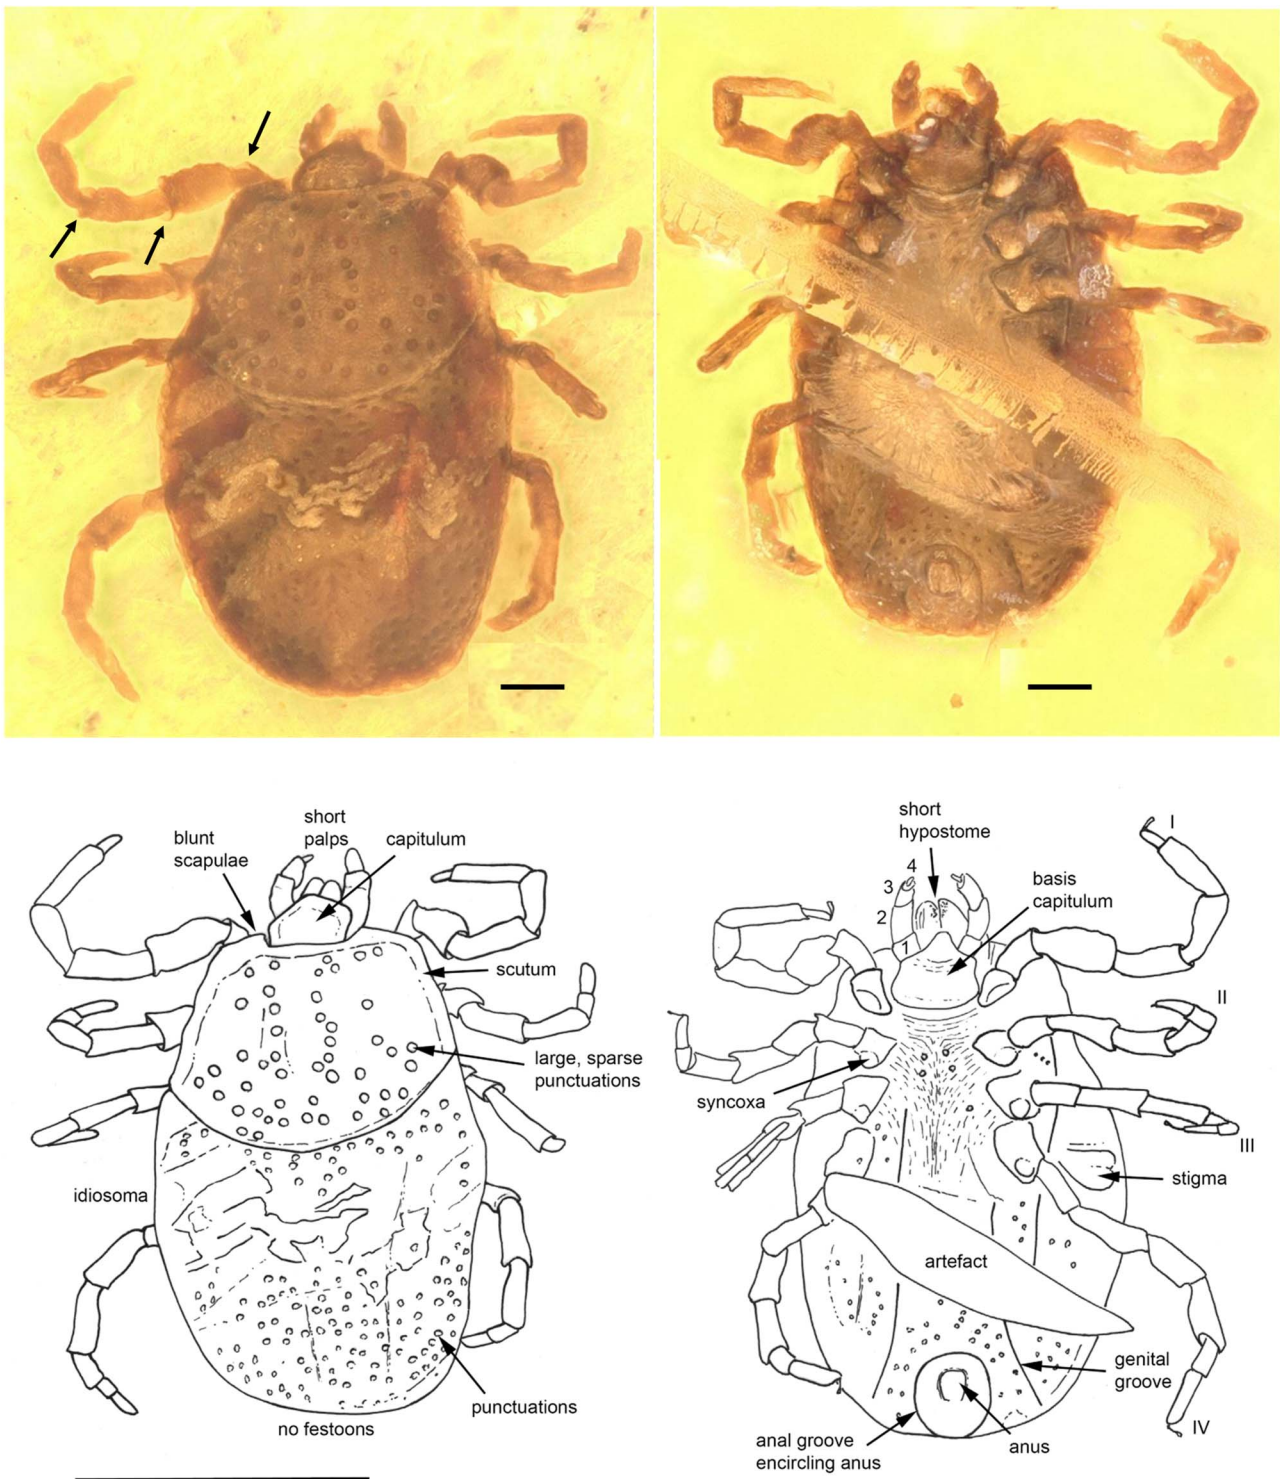 blunt
scapulae
short
palps
capitulum
scutum
large, sparse
punctuations
idiosoma
punctuations
no festoons
short
hypostome
4
3
2
1
basis
capitulum
I
II
syncoxa
III
stigma
artefact
genital
groove
anal groove
encircling anus
anus
IV